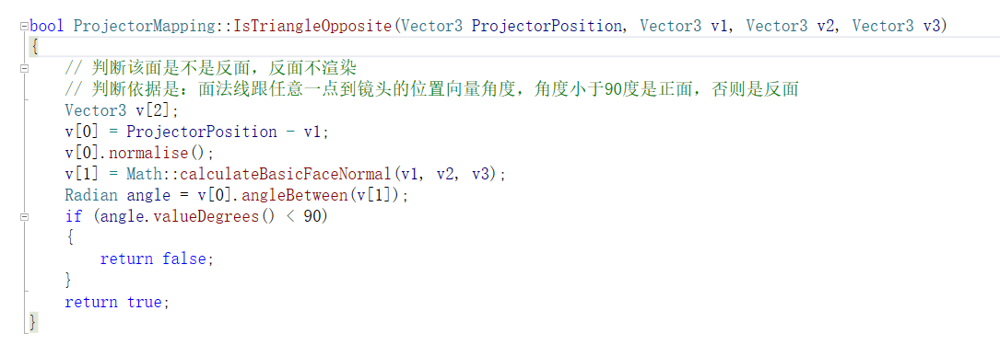 bool ProjectorMapping::IsTriangleOpposite(Vector3 ProjectorPosition, Vector3 v1, Vector3 v2, Vector3 v3)
{
// 判断该面是不是反面，反面不渲染
// 判断依据是：面法线跟任意一点到镜头的位置向量角度，角度小于90度是正面，否则是反面
Vector3 v[2];
v[0] = ProjectorPosition - v1;
v[0].normalise();
v[1] = Math::calculateBasicFaceNormal(v1, v2, v3);
Radian angle = v[0].angleBetween(v[1]);
if (angle.valueDegrees() < 90)
{
return false;
}
return true;
}